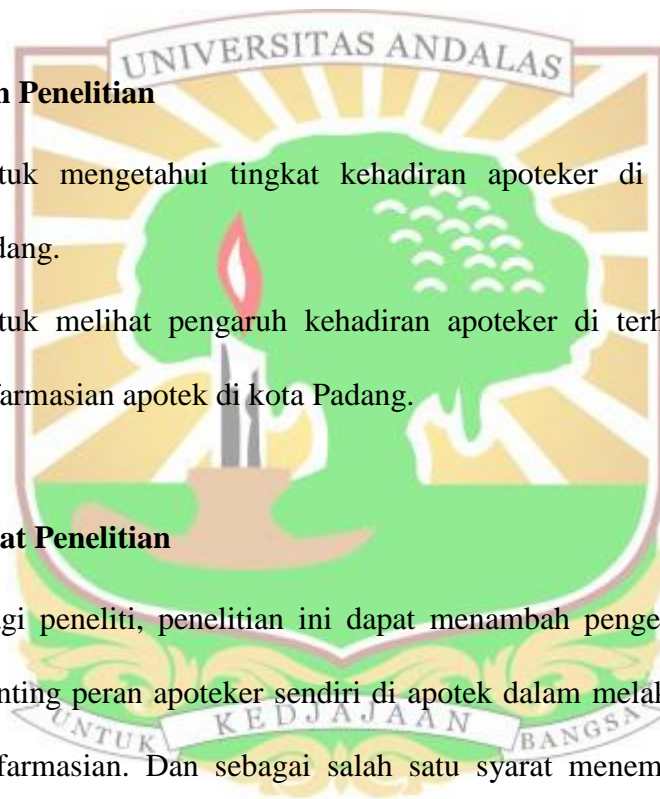 UNIVERSITAS ANDALAS
n Penelitian
tuk mengetahui tingkat kehadiran apoteker di
dang.
tuk melihat pengaruh kehadiran apoteker di terh
farmasian apotek di kota Padang.
at Penelitian
gi peneliti, penelitian ini dapat menambah penge
nting peran apoteker sendiri di apotek dalam melak
UNTUK KEDJAJAAN BANGSA
farmasian. Dan sebagai salah satu syarat menem